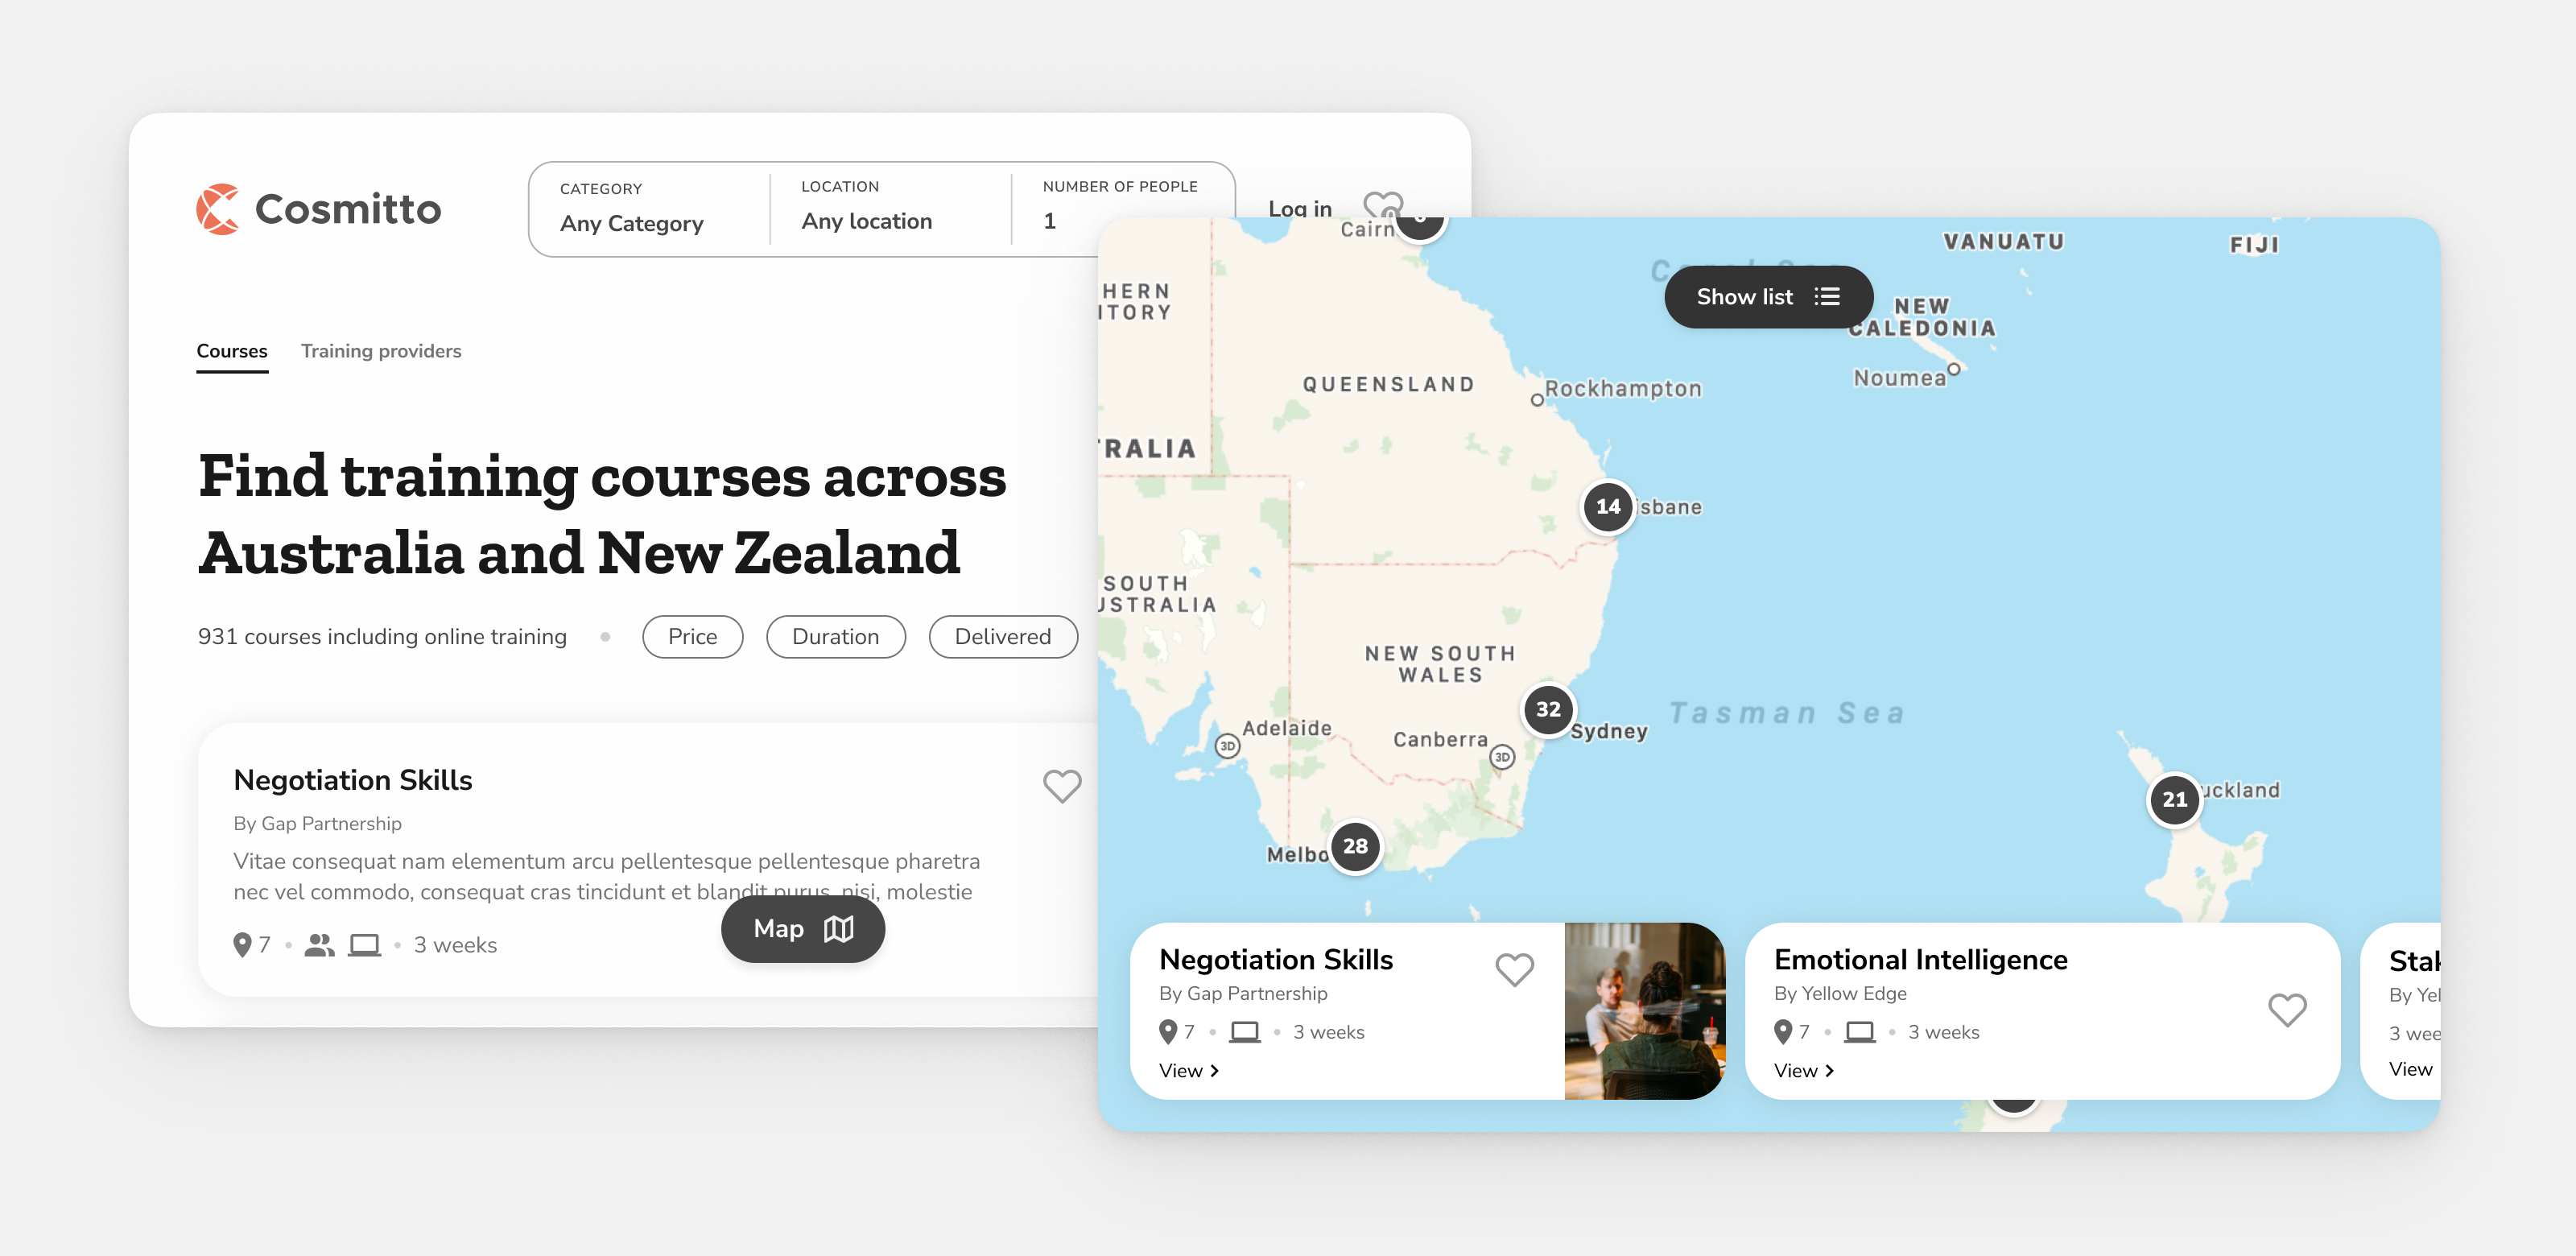 Cosmitto
CATEGORY
Any Category
LOCATION
Any location
NUMBER OF PEOPLE
1
Log in
Courses
Training providers
Find training courses across
Australia and New Zealand
931 courses including online training
Price
Duration
Delivered
Negotiation Skills
By Gap Partnership
Vitae consequat nam elementum arcu pellentesque pellentesque pharetra
nec vel commodo, consequat cras tincidunt et blandit purus, nisi, molestie
7
3 weeks
Map
Cairn
VANUATU
FIJI
Show list
HERN
ITORY
NEW
CALEDONIA
Noumea
QUEENSLAND
Rockhampton
TRALIA
14
isbane
SOUTH
USTRALIA
NEW SOUTH
WALES
32
Sydney
Tasman Sea
Adelaide
3D
Canberra
3D
21
uckland
Melbo
28
Negotiation Skills
By Gap Partnership
7
3 weeks
View
Emotional Intelligence
By Yellow Edge
7
3 weeks
View
Stak
By Yel
3 wee
View